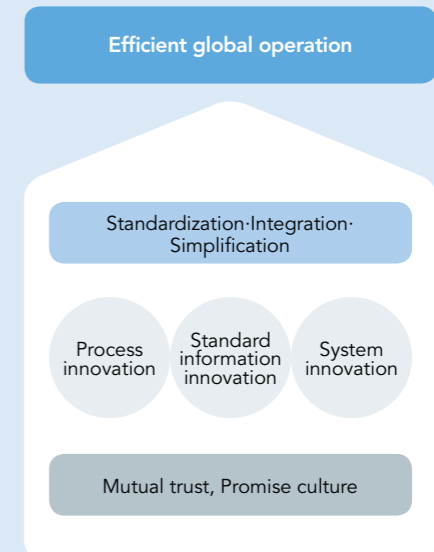 Efficient global operation
Standardization·Integration·
Simplification
Process
innovation
Standard
information
innovation
System
innovation
Mutual trust, Promise culture